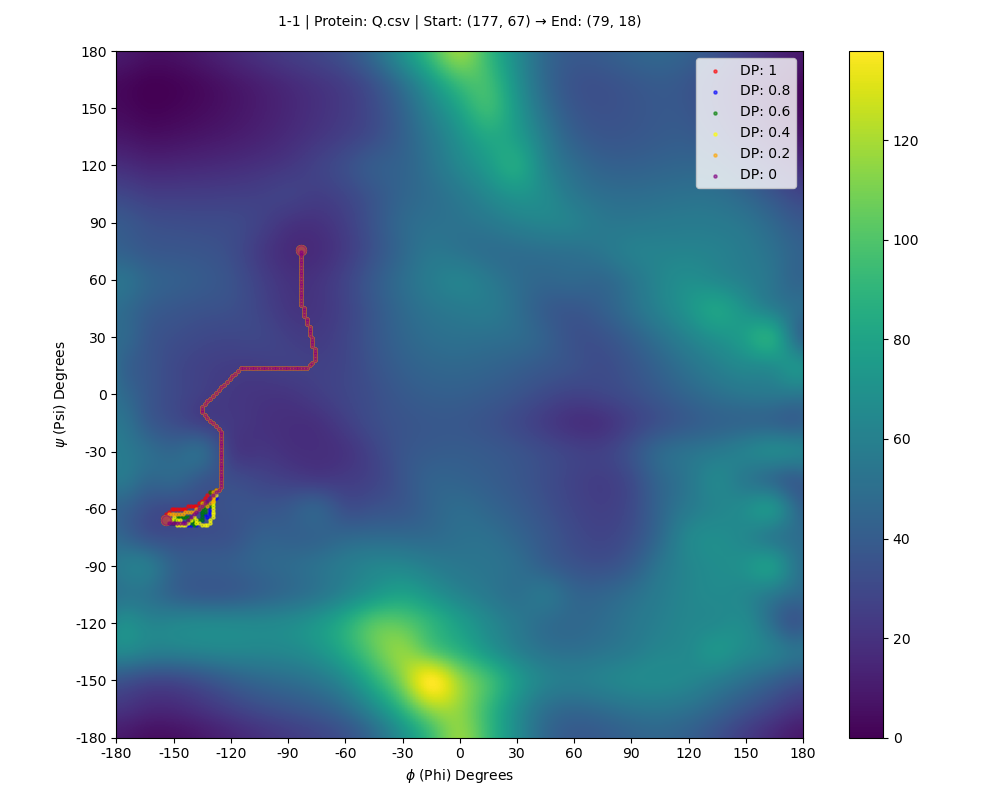 1-1 | Protein: Q.csv | Start: (177, 67) → End: (79, 18)
180
150
120
90
60
30
0
-30
-60
-90
-120
-150
-180
ψ (Psi) Degrees
-180 -150 -120 -90 -60 -30 0 30 60 90 120 150 180
ϕ (Phi) Degrees
DP: 1
DP: 0.8
DP: 0.6
DP: 0.4
DP: 0.2
DP: 0
120
100
80
60
40
20
0